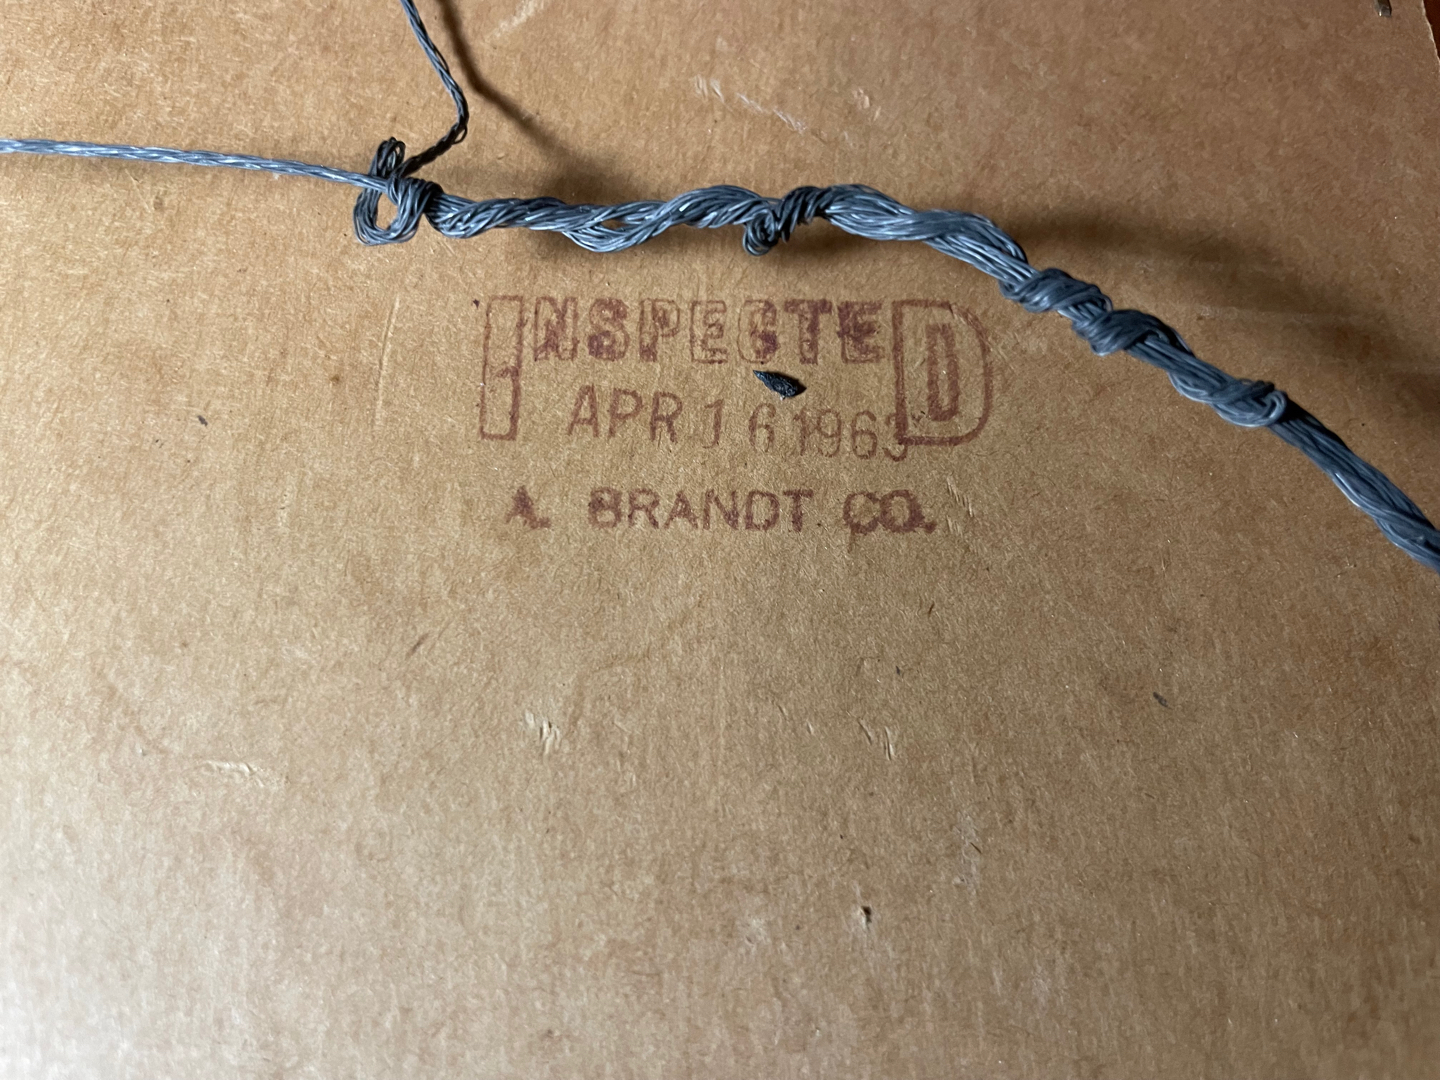 INSPECTED
APR 16 1963
A. BRANDT CO.